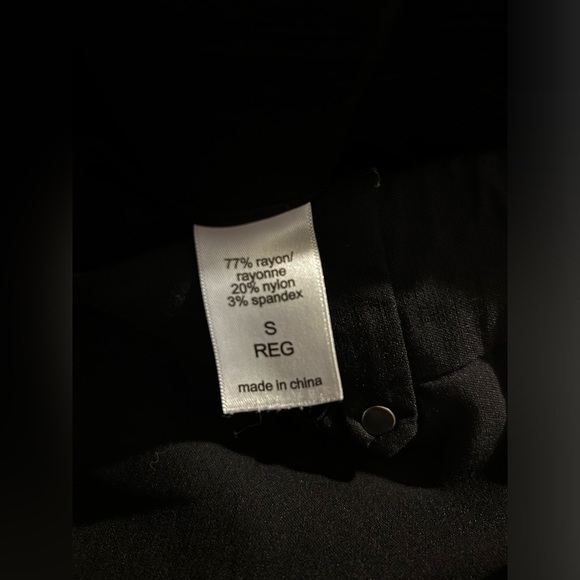 77% rayon/
rayonne
20% nylon
3% spandex
S
REG
made in china